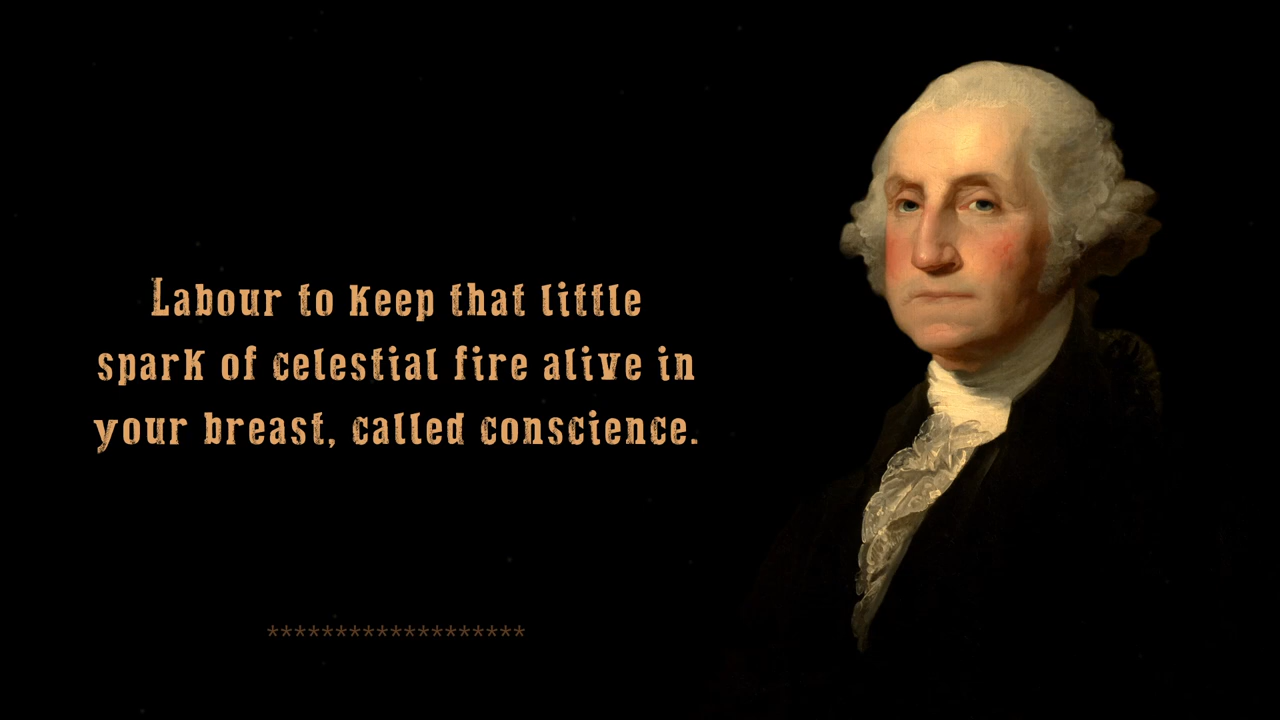 Labour to keep that little
spark of celestial fire alive in
your breast, called conscience.
*******************